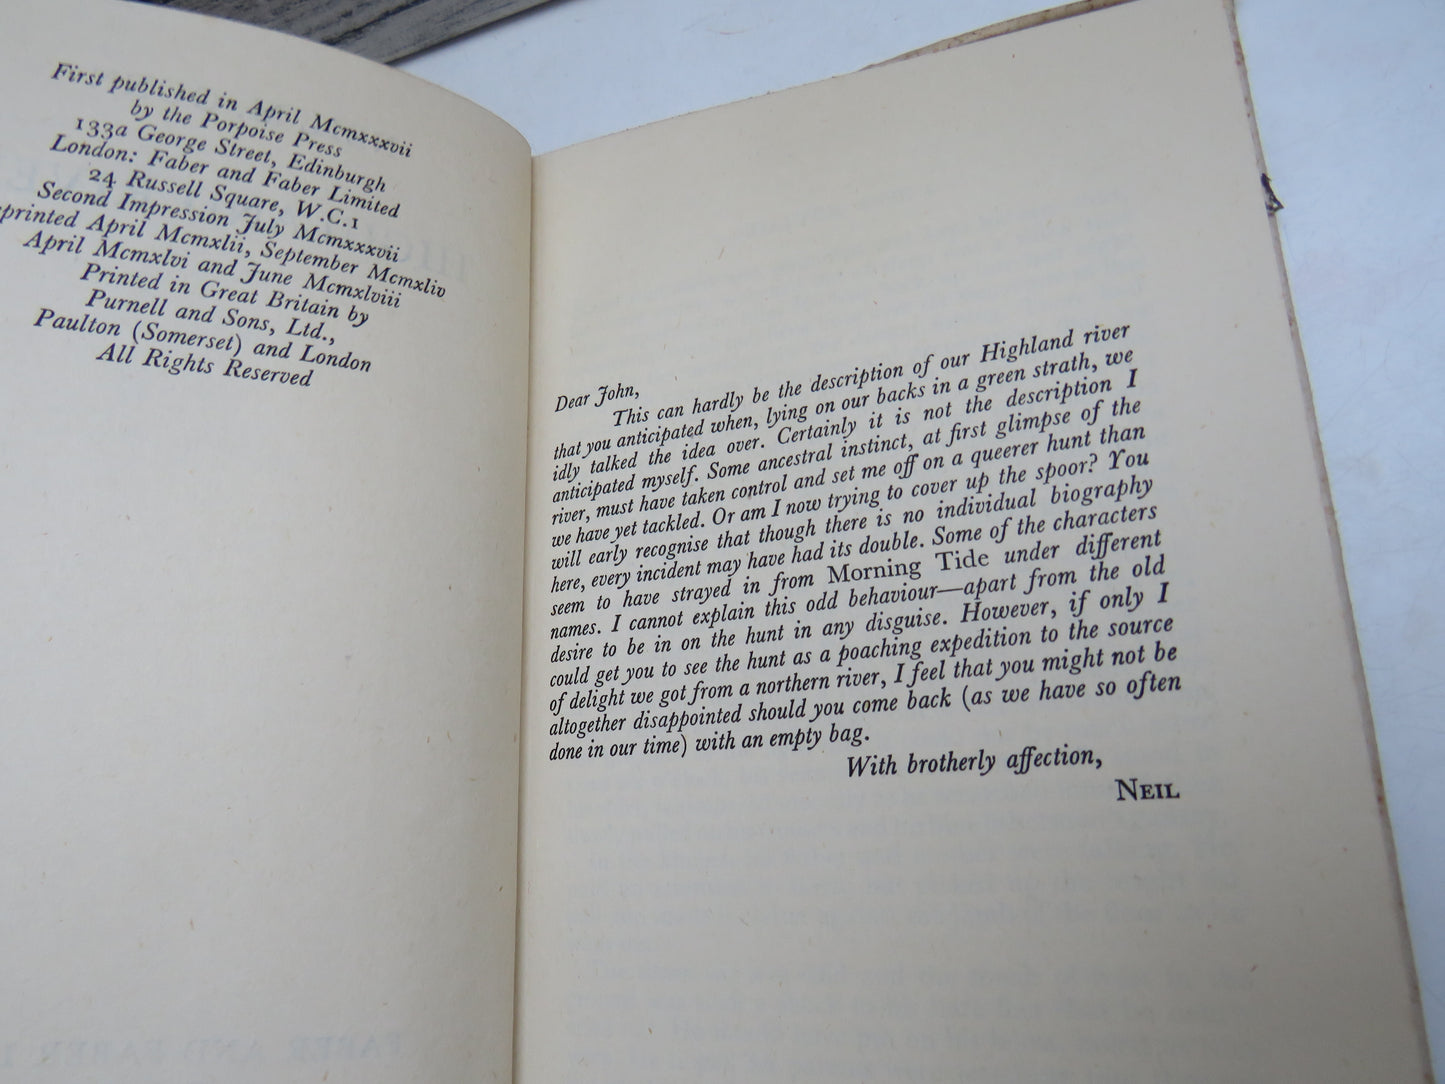 First published in April Mcmxxxvii
by the Porpoise Press
133a George Street, Edinburgh
London: Faber and Faber Limited
24 Russell Square, W.C.1
Second Impression July Mcmxxxvii
printed April Mcmxlii, September Mcmxliv
April Mcmxlvi and June Mcmxlviii
Printed in Great Britain by
Purnell and Sons, Ltd.,
Paulton (Somerset) and London
All Rights Reserved
Dear John,
This can hardly be the description of our Highland river
that you anticipated when, lying on our backs in a green strath, we
idly talked the idea over. Certainly it is not the description I
anticipated myself. Some ancestral instinct, at first glimpse of the
river, must have taken control and set me off on a queerer hunt than
we have yet tackled. Or am I now trying to cover up the spoor? You
will early recognise that though there is no individual biography
here, every incident may have had its double. Some of the characters
seem to have strayed in from Morning Tide under different
names. I cannot explain this odd behaviour—apart from the old
desire to be in on the hunt in any disguise. However, if only I
could get you to see the hunt as a poaching expedition to the source
of delight we got from a northern river, I feel that you might not be
altogether disappointed should you come back (as we have so often
done in our time) with an empty bag.
With brotherly affection,
NEIL
FABER AND FABER